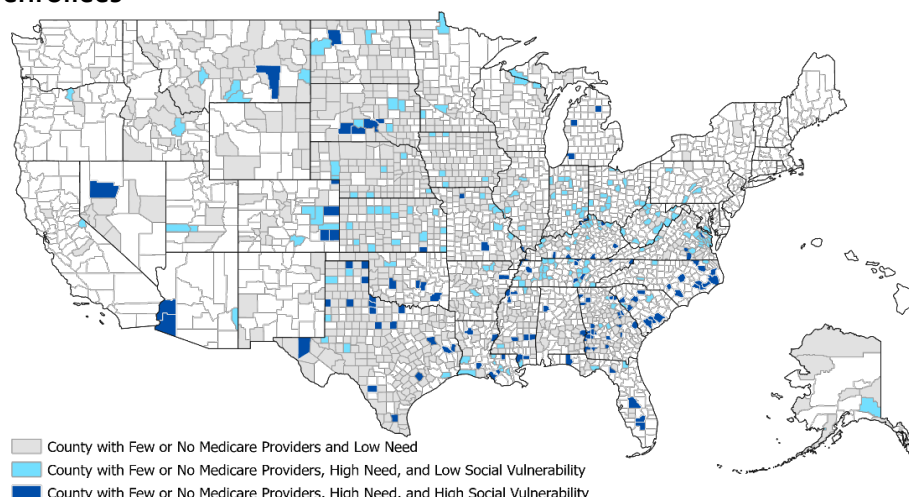 enrollees
County with Few or No Medicare Providers and Low Need
County with Few or No Medicare Providers, High Need, and Low Social Vulnerability
County with Few or No Medicare Providers, High Need, and High Social Vulnerability